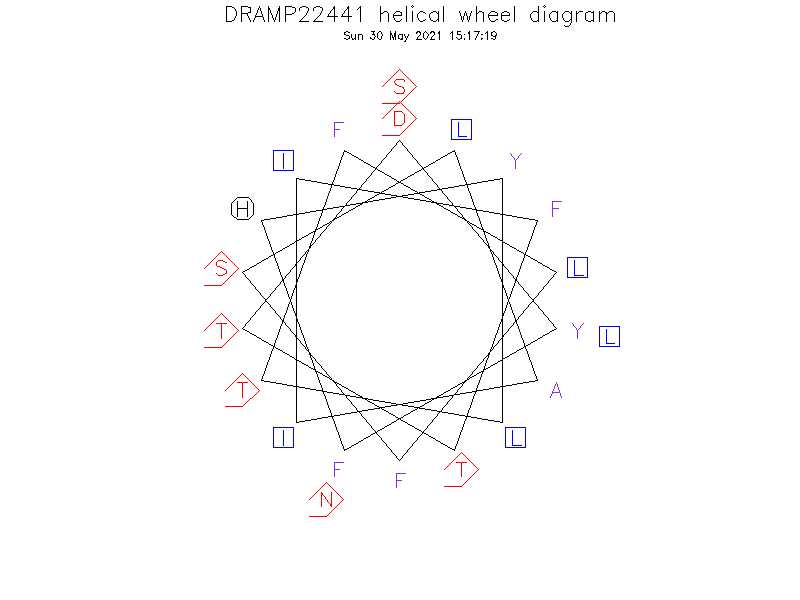 DRAMP22441 helical wheel diagram
Sun 30 May 2021 15:17:19
S
F D L
I Y
H F
S L
T Y L
T A
I L
F F T
N